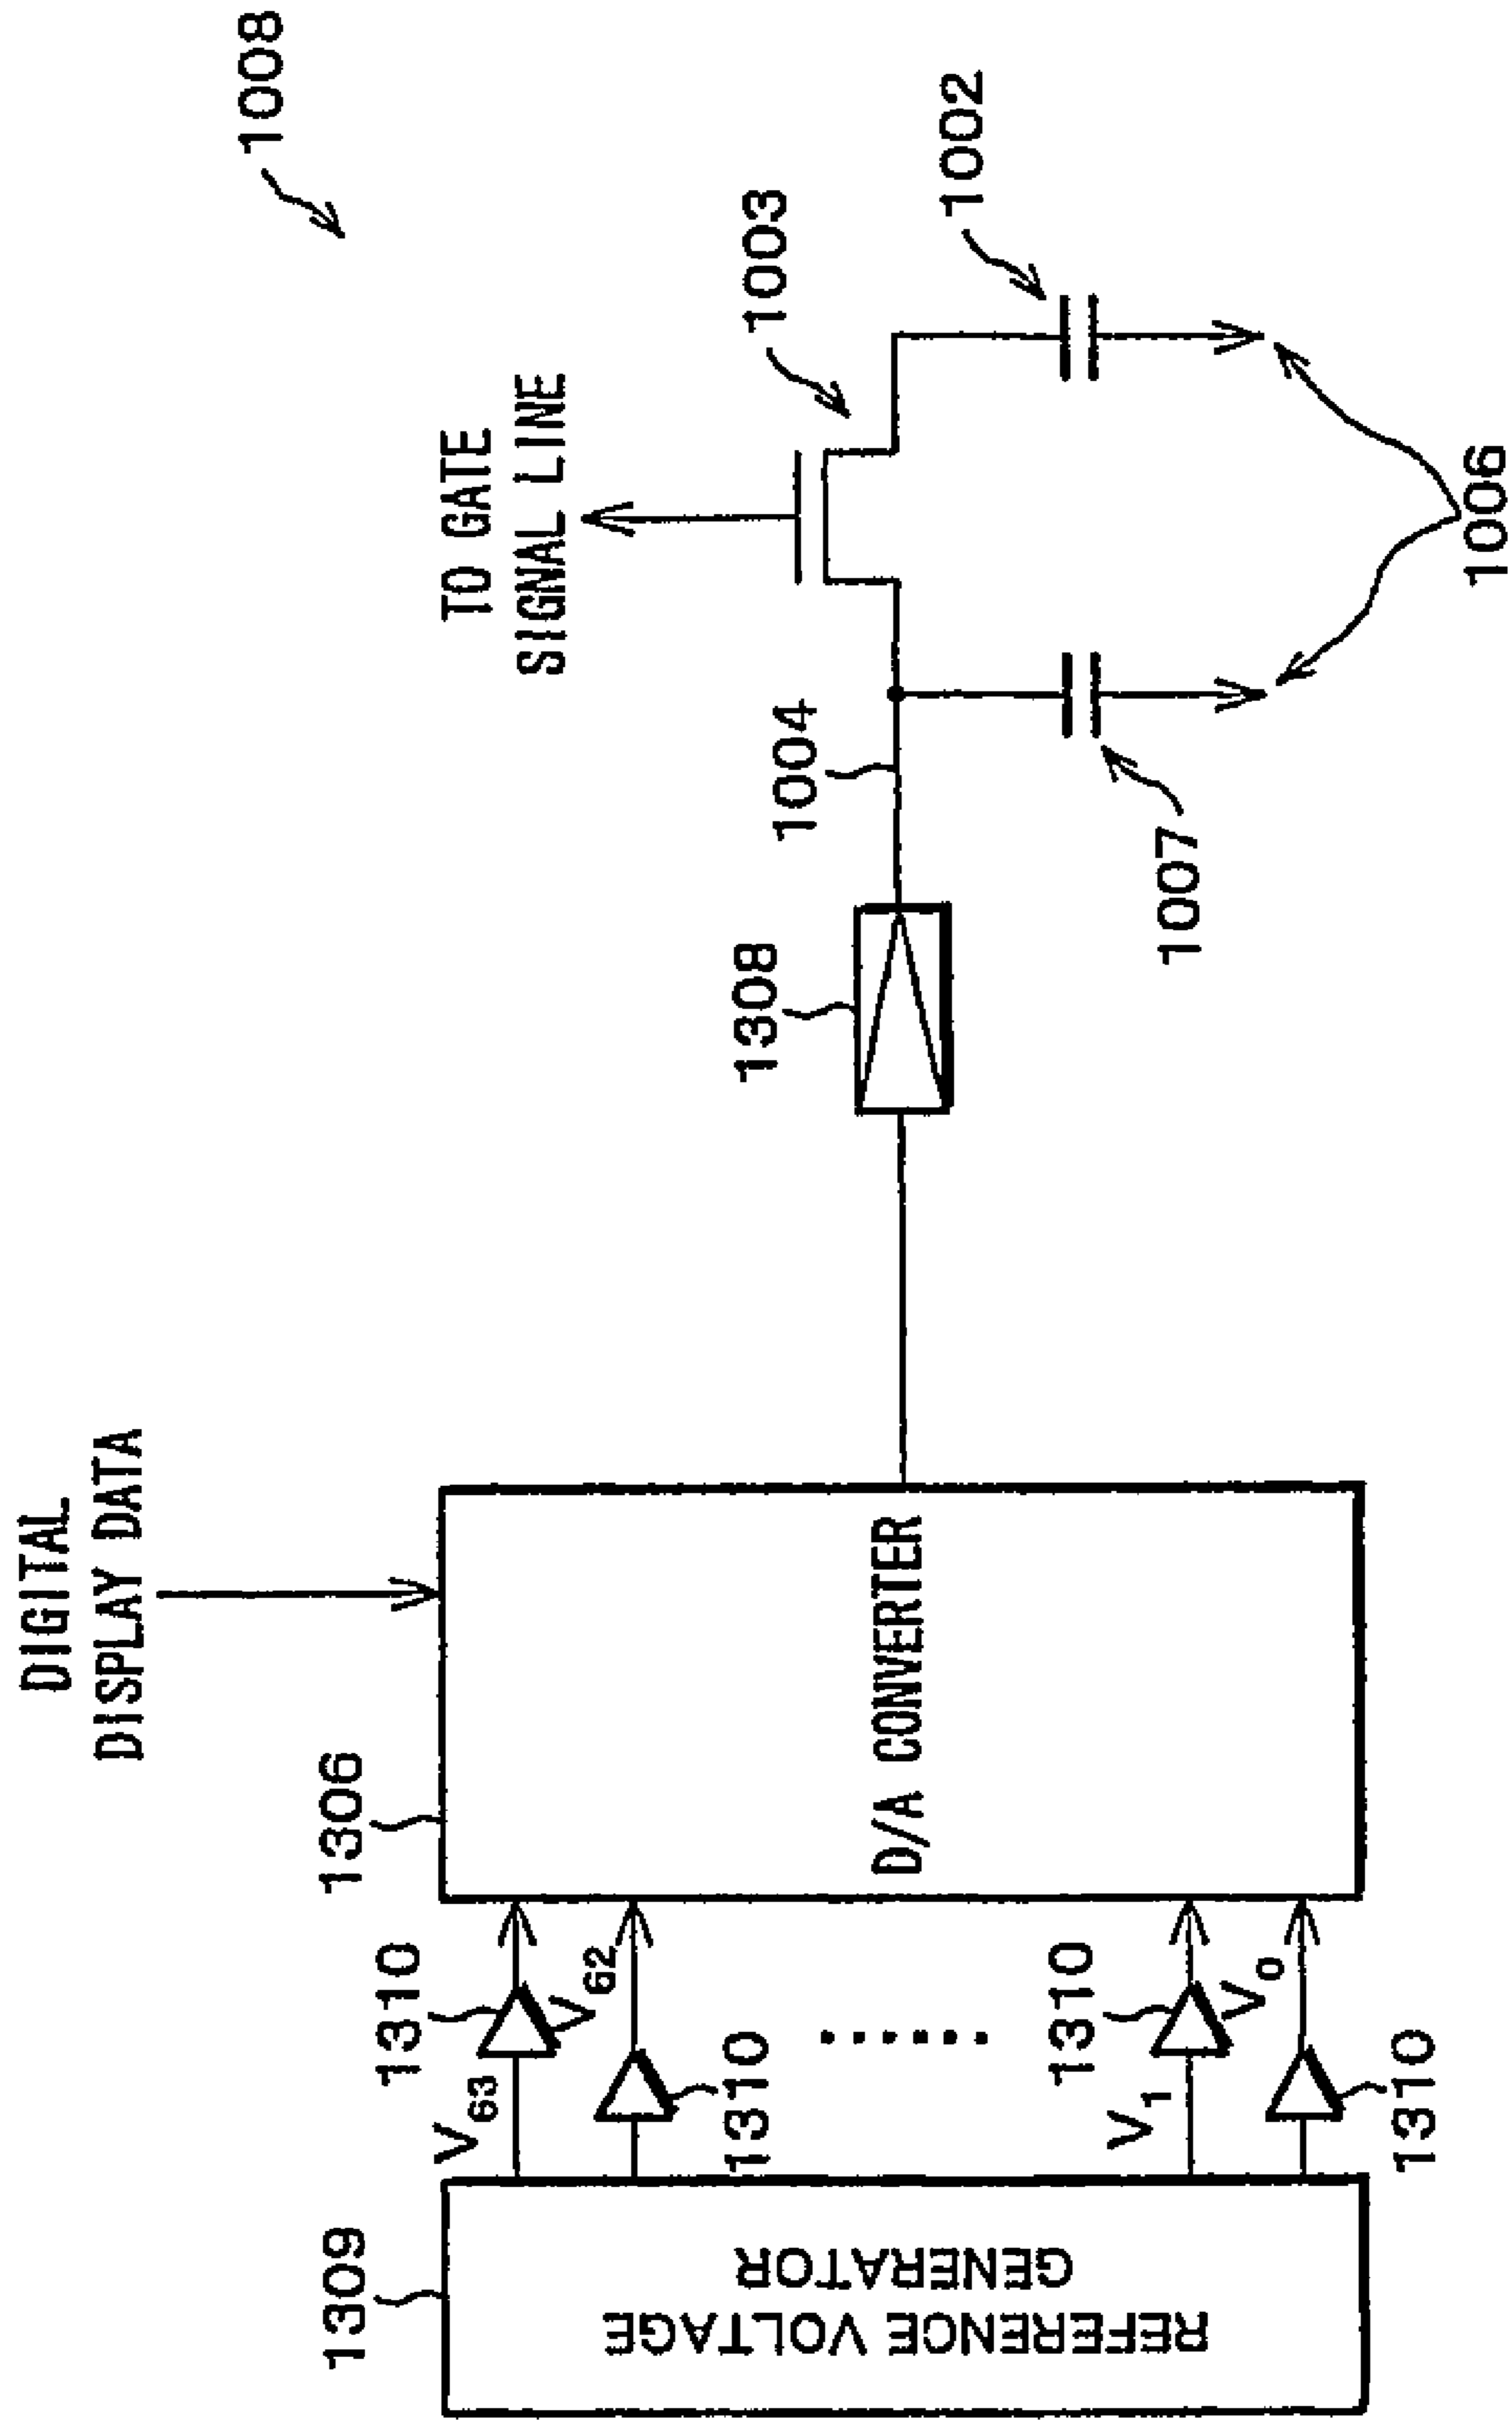 1008
DIGITAL
DISPLAY DATA
TO GATE
SIGNAL LINE
1309
1306
1308
1004
1003
1002
V63
1310
V62
1310
V1
1310
V0
1310
REFERENCE VOLTAGE
GENERATOR
D/A CONVERTER
1007
1006